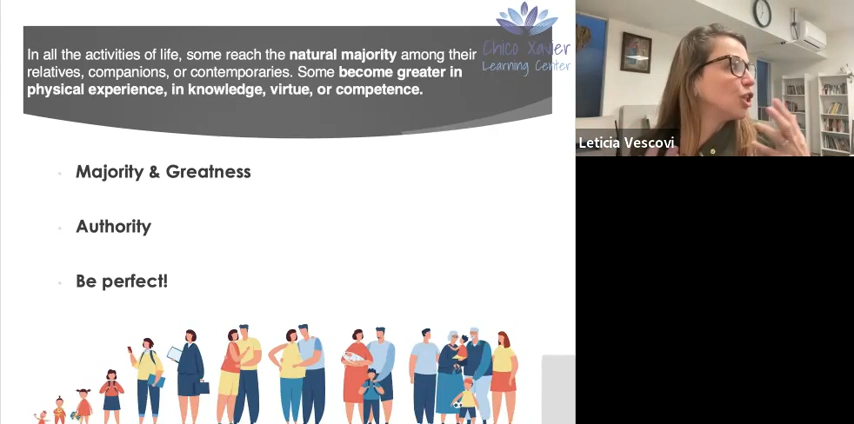 In all the activities of life, some reach the natural majority among their
relatives, companions, or contemporaries. Some become greater in
physical experience, in knowledge, virtue, or competence.
Chico Xavier
Learning Center
Leticia Vescovi
Majority & Greatness
Authority
Be perfect!